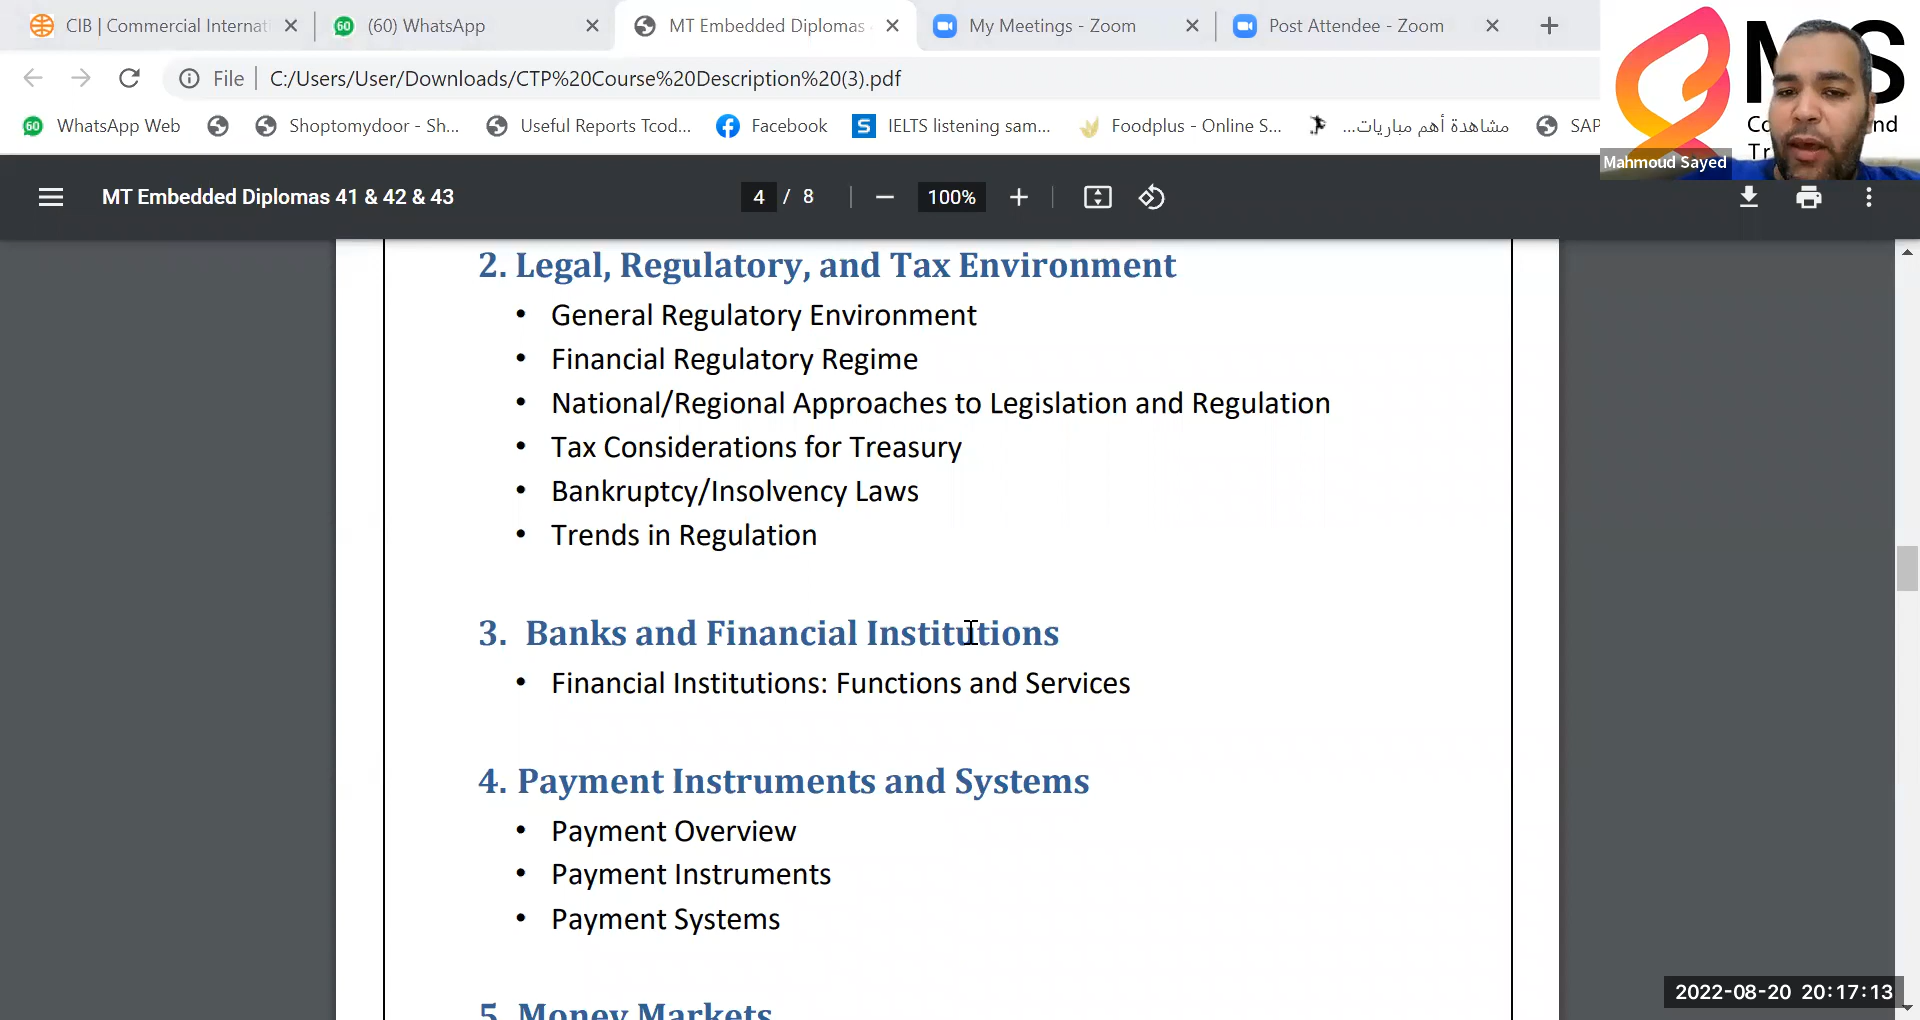 CIB | Commercial Internat
(60) WhatsApp
MT Embedded Diplomas
My Meetings - Zoom
Post Attendee - Zoom
File
C:/Users/User/Downloads/CTP%20Course%20Description%20(3).pdf
60
WhatsApp Web
Shoptomydoor - Sh...
Useful Reports Tcod...
Facebook
IELTS listening sam...
Foodplus - Online S...
مشاهدة أهم مباريات...
SAP
Mahmoud Sayed
MT Embedded Diplomas 41 & 42 & 43
4 / 8
100%
2. Legal, Regulatory, and Tax Environment
• General Regulatory Environment
• Financial Regulatory Regime
• National/Regional Approaches to Legislation and Regulation
• Tax Considerations for Treasury
• Bankruptcy/Insolvency Laws
• Trends in Regulation
3. Banks and Financial Institutions
• Financial Institutions: Functions and Services
4. Payment Instruments and Systems
• Payment Overview
• Payment Instruments
• Payment Systems
5. Money Markets
2022-08-20 20:17:13